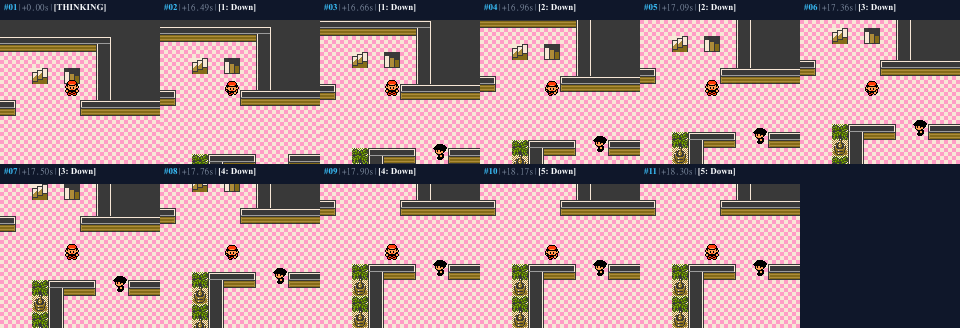 #01|+0.00s|[THINKING]
#02|+16.49s|[1: Down]
#03|+16.66s|[1: Down]
#04|+16.96s|[2: Down]
#05|+17.09s|[2: Down]
#06|+17.36s|[3: Down]
#07|+17.50s|[3: Down]
#08|+17.76s|[4: Down]
#09|+17.90s|[4: Down]
#10|+18.17s|[5: Down]
#11|+18.30s|[5: Down]